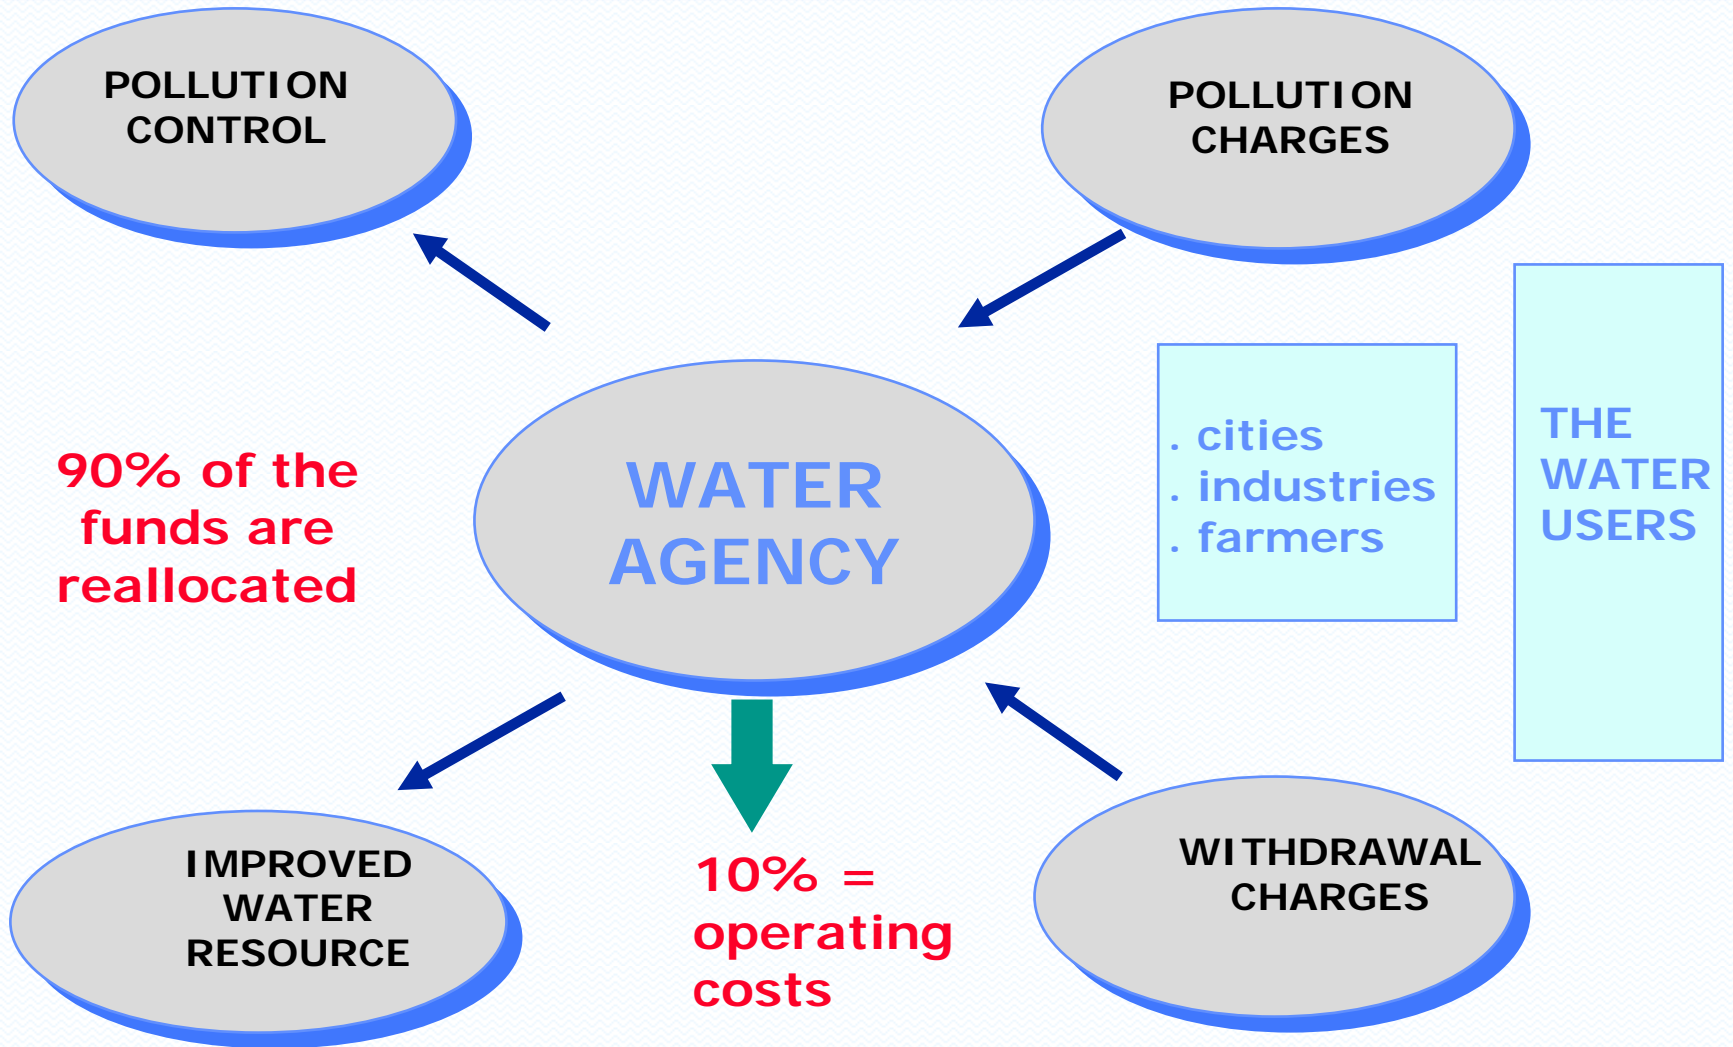 POLLUTION
CONTROL
POLLUTION
CHARGES
90% of the
funds are
reallocated
WATER
AGENCY
. cities
. industries
. farmers
THE
WATER
USERS
IMPROVED
WATER
RESOURCE
10% =
operating
costs
WITHDRAWAL
CHARGES